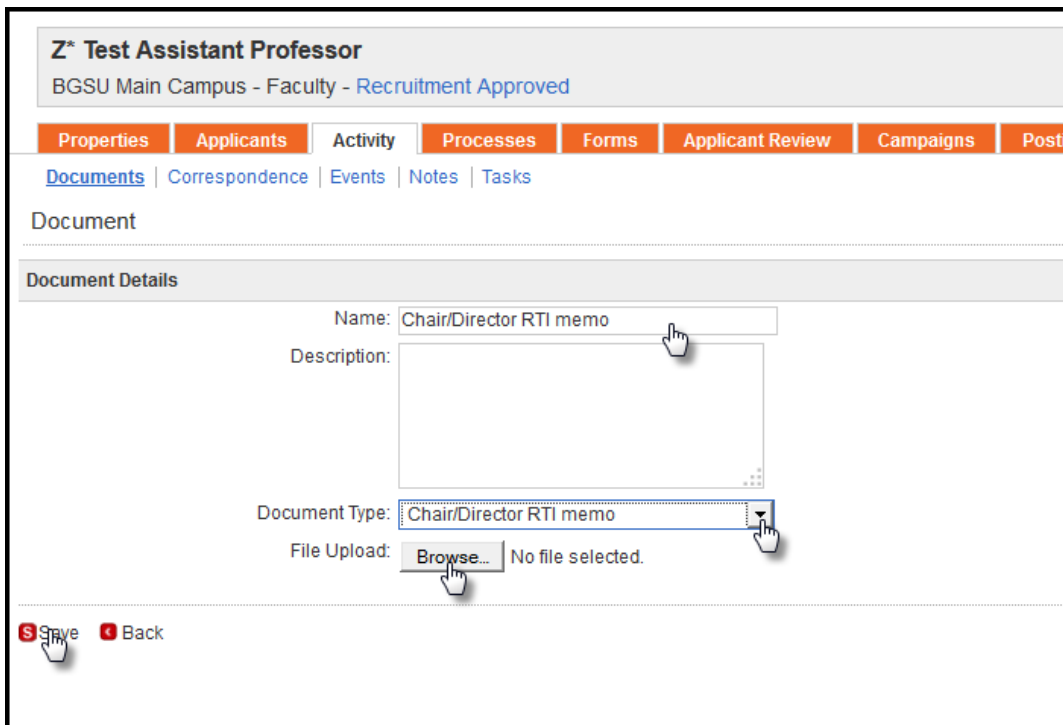 Z* Test Assistant Professor
BGSU Main Campus - Faculty - Recruitment Approved
Properties Applicants Activity Processes Forms Applicant Review Campaigns
Documents | Correspondence | Events | Notes | Tasks
Document
Document Details
Name: Chair/Director RTI memo
Description:
Document Type: Chair/Director RTI memo
File Upload: Browse... No file selected.
S Save Back